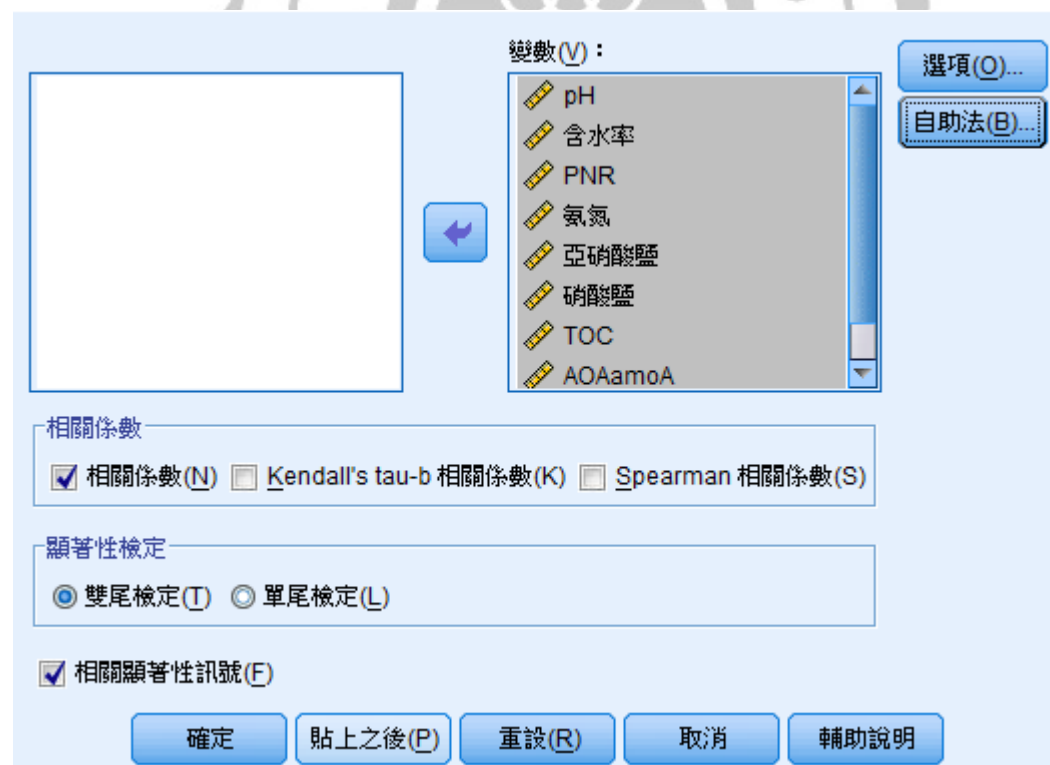 變數(V)：
pH
含水率
PNR
氨氮
亞硝酸鹽
硝酸鹽
TOC
AOAamoA
選項(O)...
自助法(B)...
相關係數
相關係數(N) Kendall's tau-b 相關係數(K) Spearman 相關係數(S)
顯著性檢定
雙尾檢定(T) 單尾檢定(L)
相關顯著性訊號(F)
確定 貼上之後(P) 重設(R) 取消 輔助說明